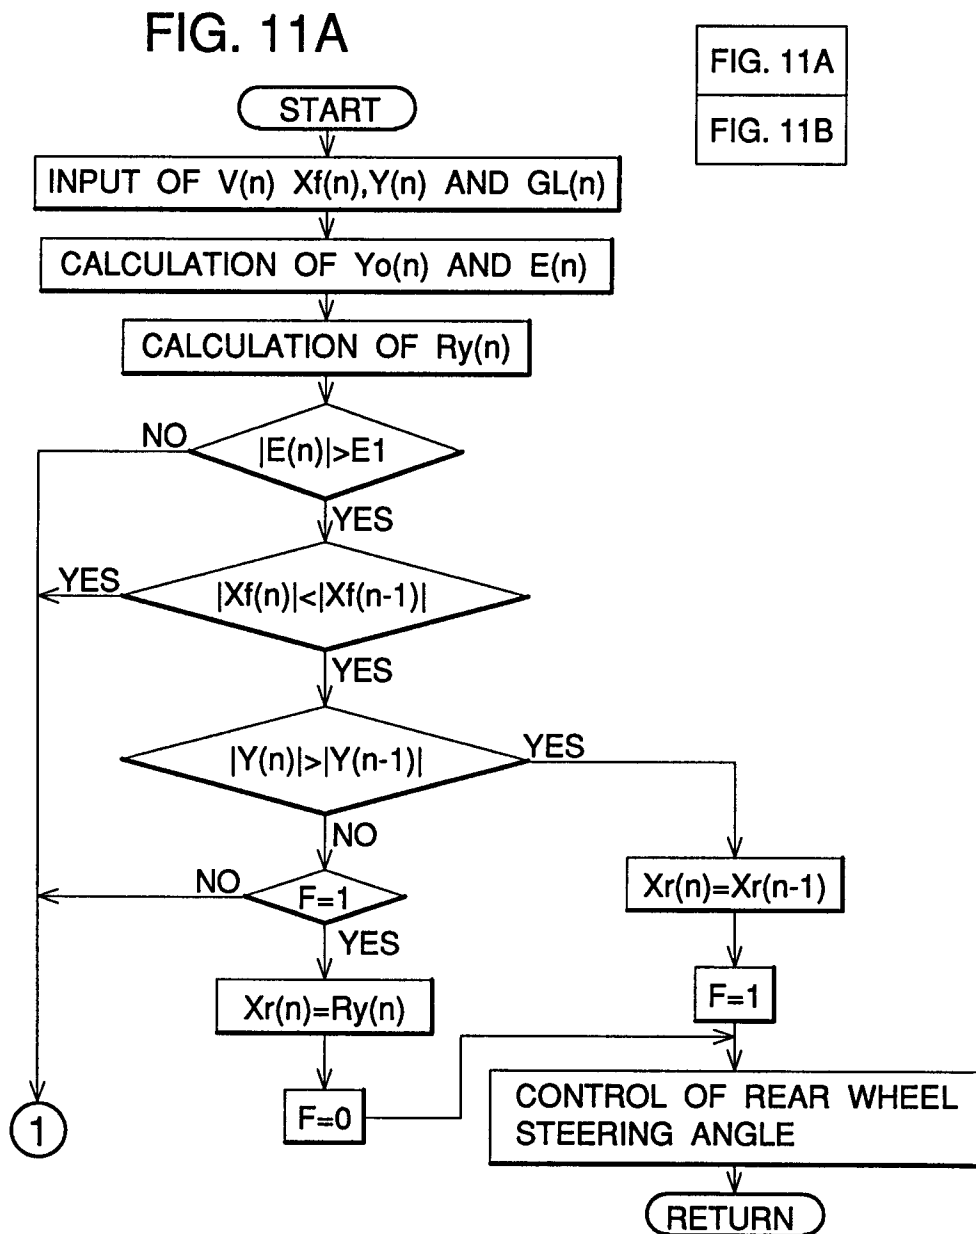 FIG. 11A
FIG. 11A
FIG. 11B
START
INPUT OF V(n) Xf(n),Y(n) AND GL(n)
CALCULATION OF Yo(n) AND E(n)
CALCULATION OF Ry(n)
NO
|E(n)|>E1
YES
YES
|Xf(n)|<|Xf(n-1)|
YES
|Y(n)|>|Y(n-1)|
YES
NO
NO
F=1
YES
Xr(n)=Xr(n-1)
Xr(n)=Ry(n)
F=1
F=0
CONTROL OF REAR WHEEL
STEERING ANGLE
1
RETURN